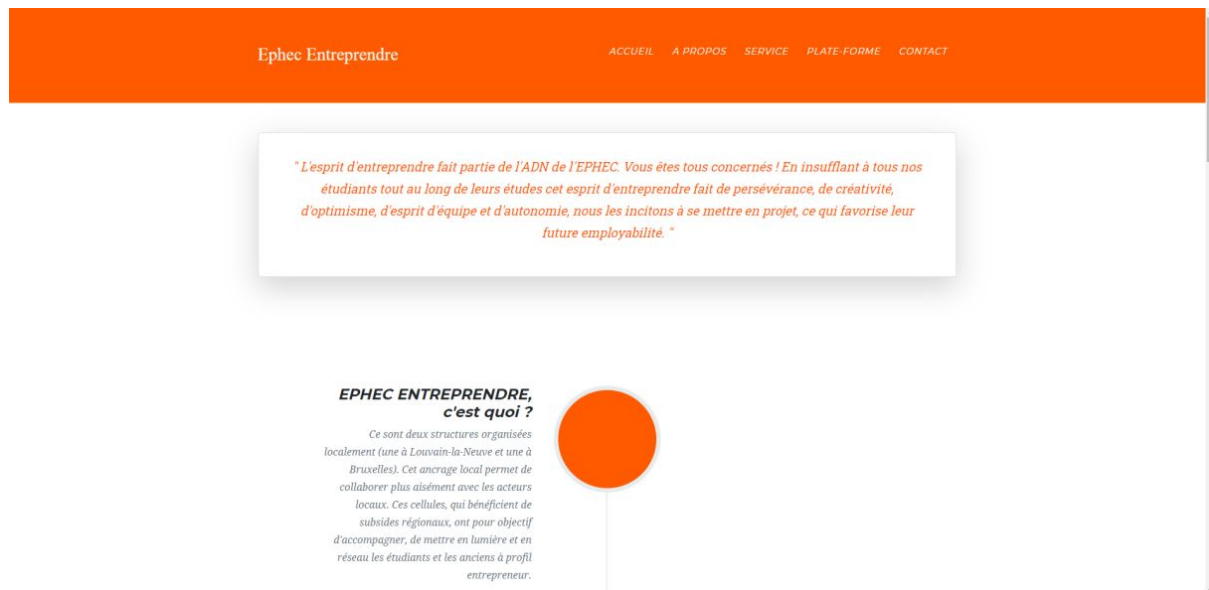 Ephec Entreprendre
ACCUEIL A PROPOS SERVICE PLATE-FORME CONTACT
" L'esprit d'entreprendre fait partie de l'ADN de l'EPHEC. Vous êtes tous concernés ! En insufflant à tous nos
étudiants tout au long de leurs études cet esprit d'entreprendre fait de persévérance, de créativité,
d'optimisme, d'esprit d'équipe et d'autonomie, nous les incitons à se mettre en projet, ce qui favorise leur
future employabilité. "
EPHEC ENTREPRENDRE,
c'est quoi ?
Ce sont deux structures organisées
localement (une à Louvain-la-Neuve et une à
Bruxelles). Cet ancrage local permet de
collaborer plus aisément avec les acteurs
locaux. Ces cellules, qui bénéficient de
subsides régionaux, ont pour objectif
d'accompagner, de mettre en lumière et en
réseau les étudiants et les anciens à profil
entrepreneur.